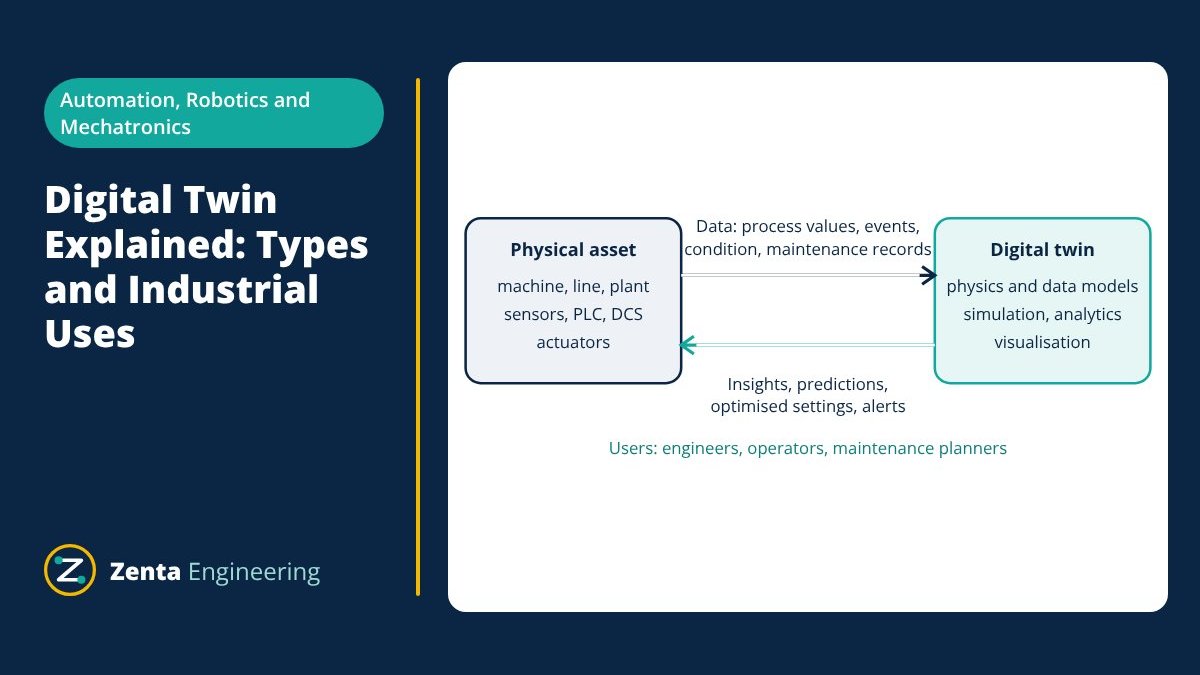 Automation, Robotics and
Mechatronics
Digital Twin
Explained: Types
and Industrial
Uses
Zenta Engineering
Physical asset
machine, line, plant
sensors, PLC, DCS
actuators
Data: process values, events,
condition, maintenance records
Digital twin
physics and data models
simulation, analytics
visualisation
Insights, predictions,
optimised settings, alerts
Users: engineers, operators, maintenance planners